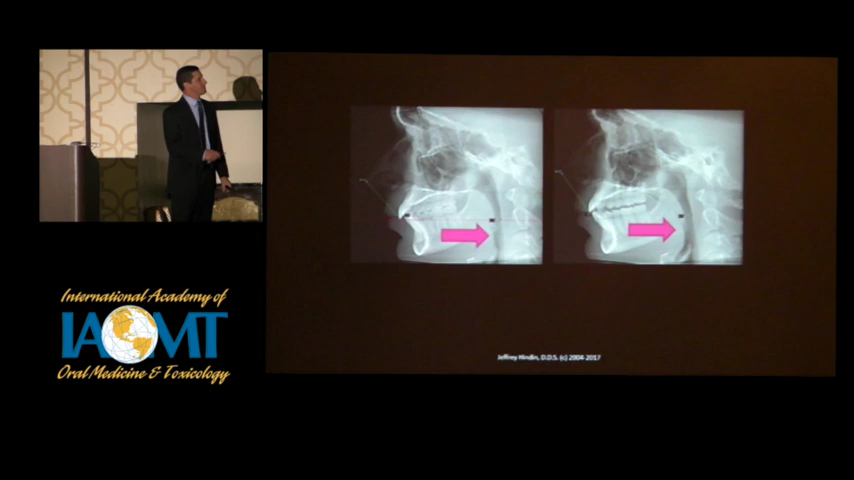 International Academy of
IAOMT
Oral Medicine & Toxicology
Jeffrey Hindin, D.D.S. (c) 2004-2017